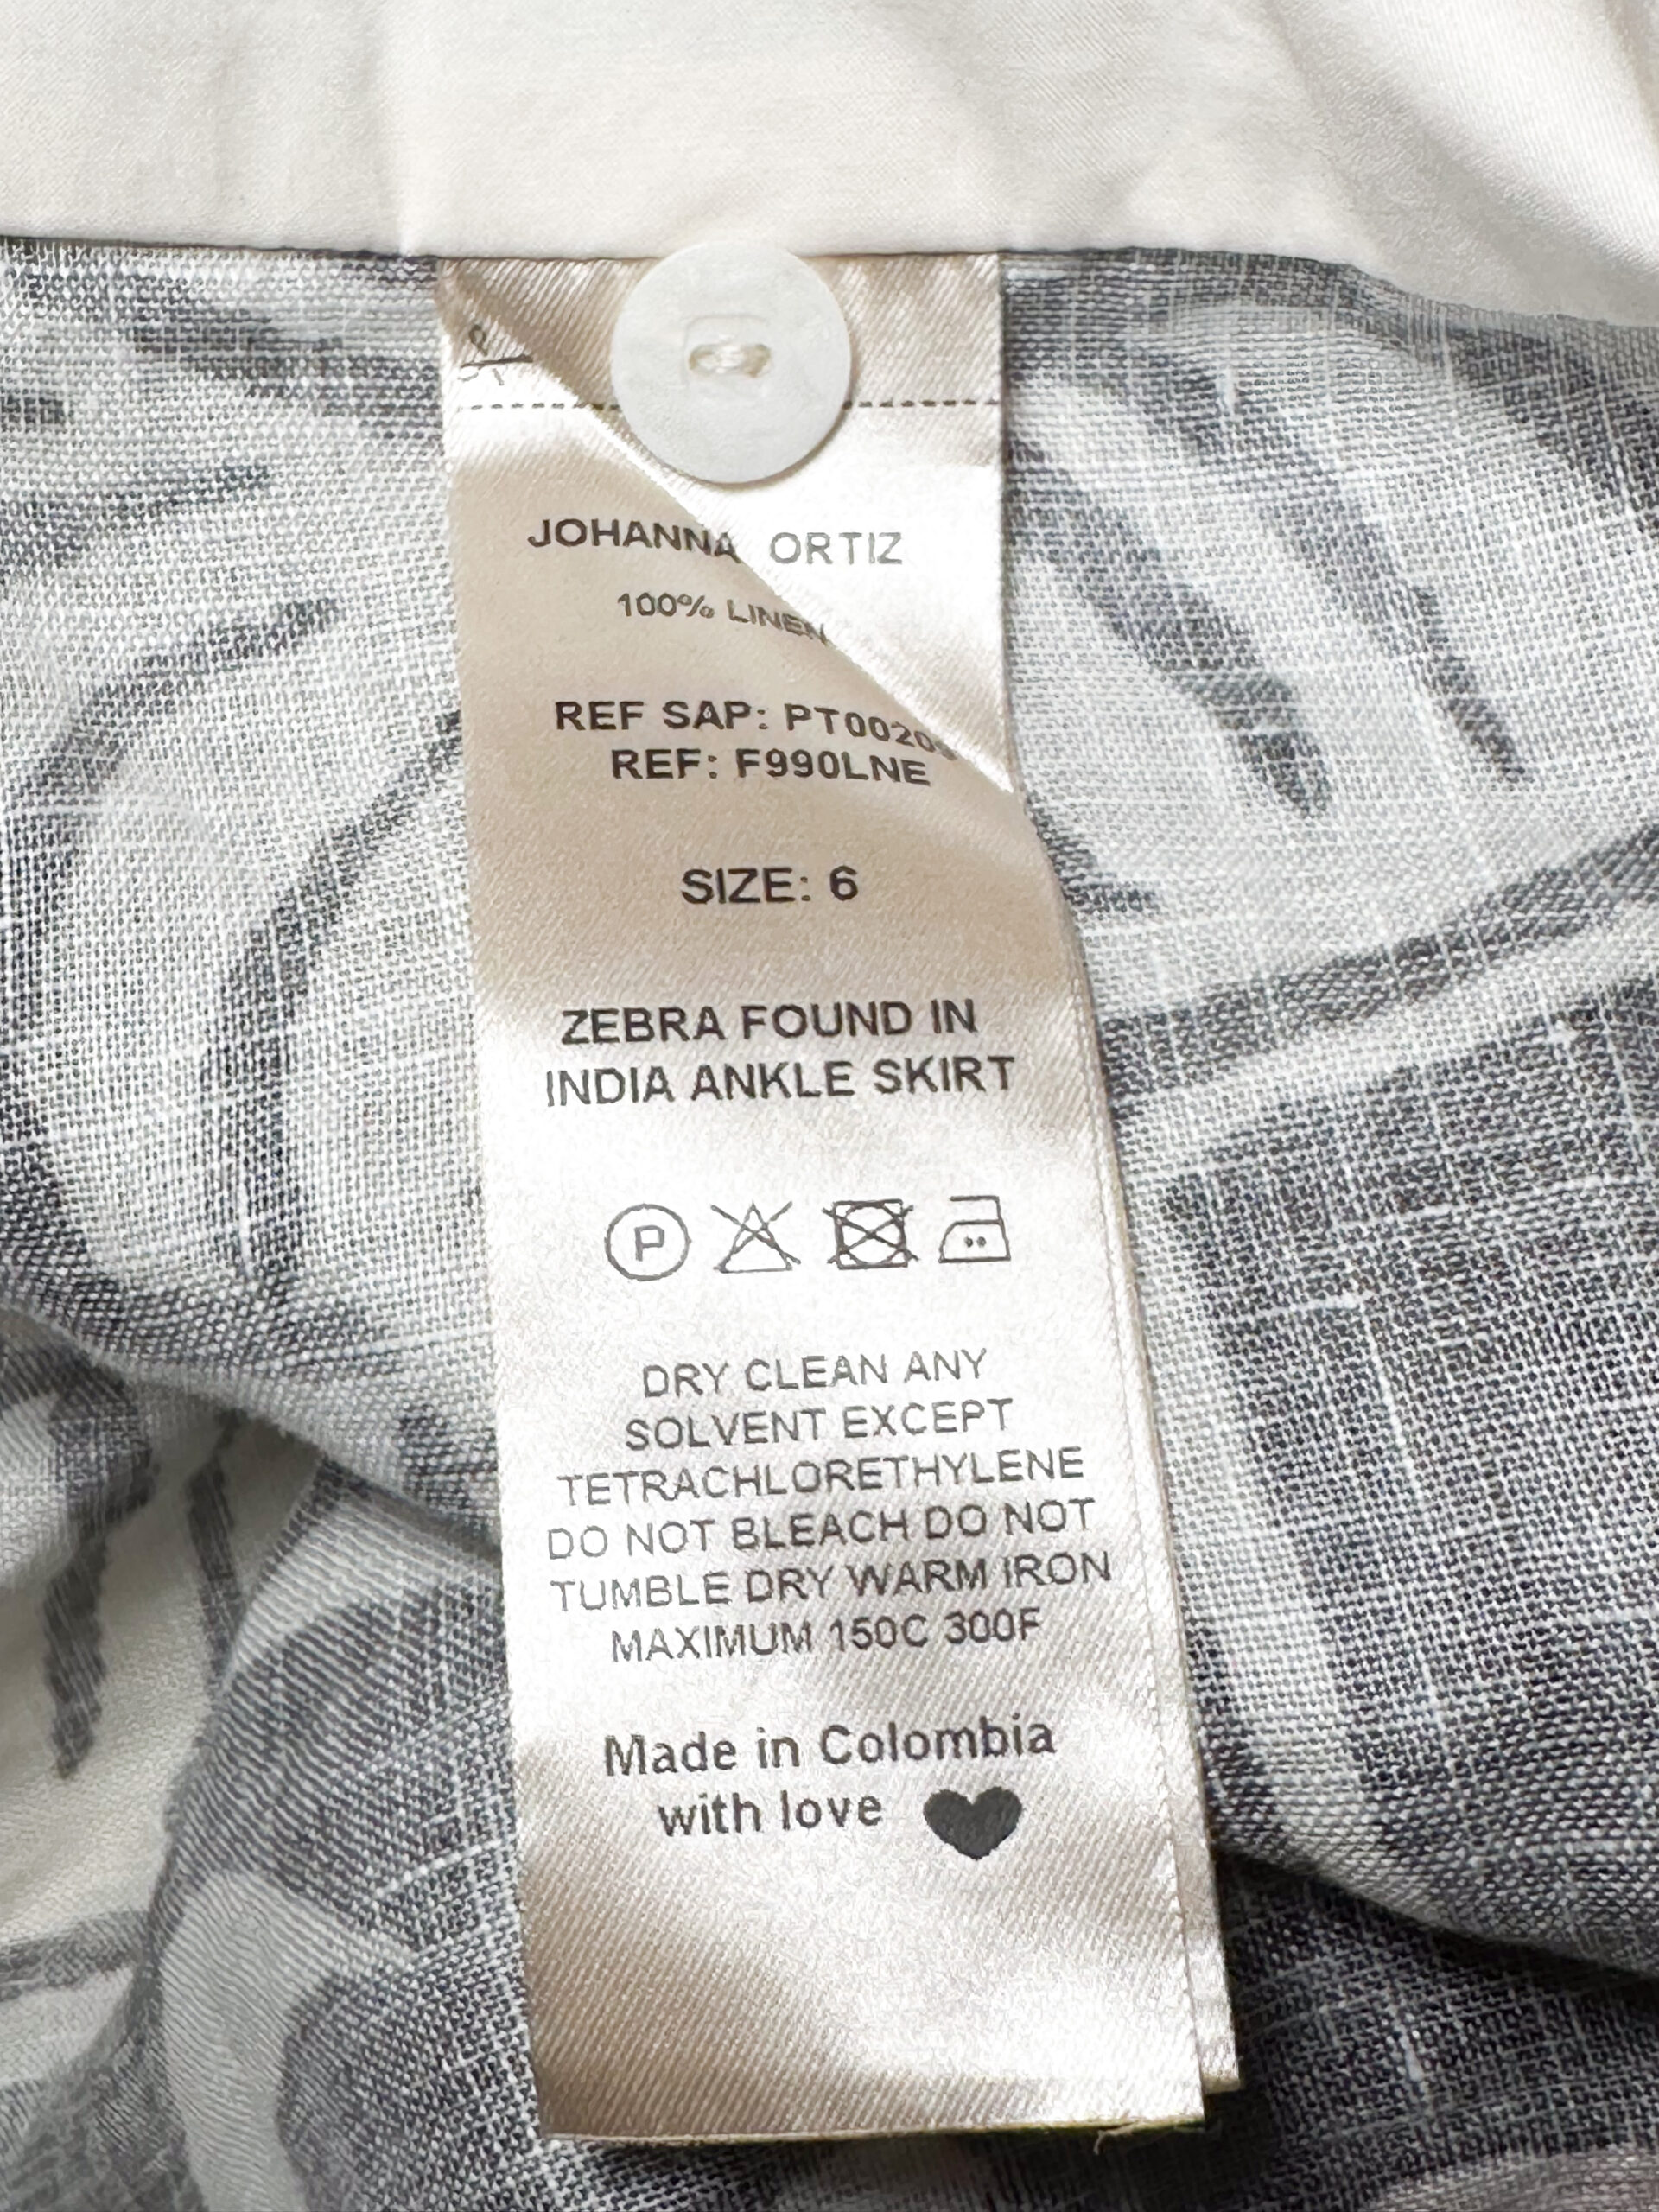 JOHANNA ORTIZ
100% LINEN
REF SAP:
REF: F990LNE
SIZE: 6
ZEBRA FOUND IN
INDIA ANKLE SKIRT
P
DRY CLEAN ANY
SOLVENT EXCEPT
TETRACHLORETHYLENE
DO NOT BLEACH DO NOT
TUMBLE DRY WARM IRON
MAXIMUM 150C 300F
Made in Colombia
with love